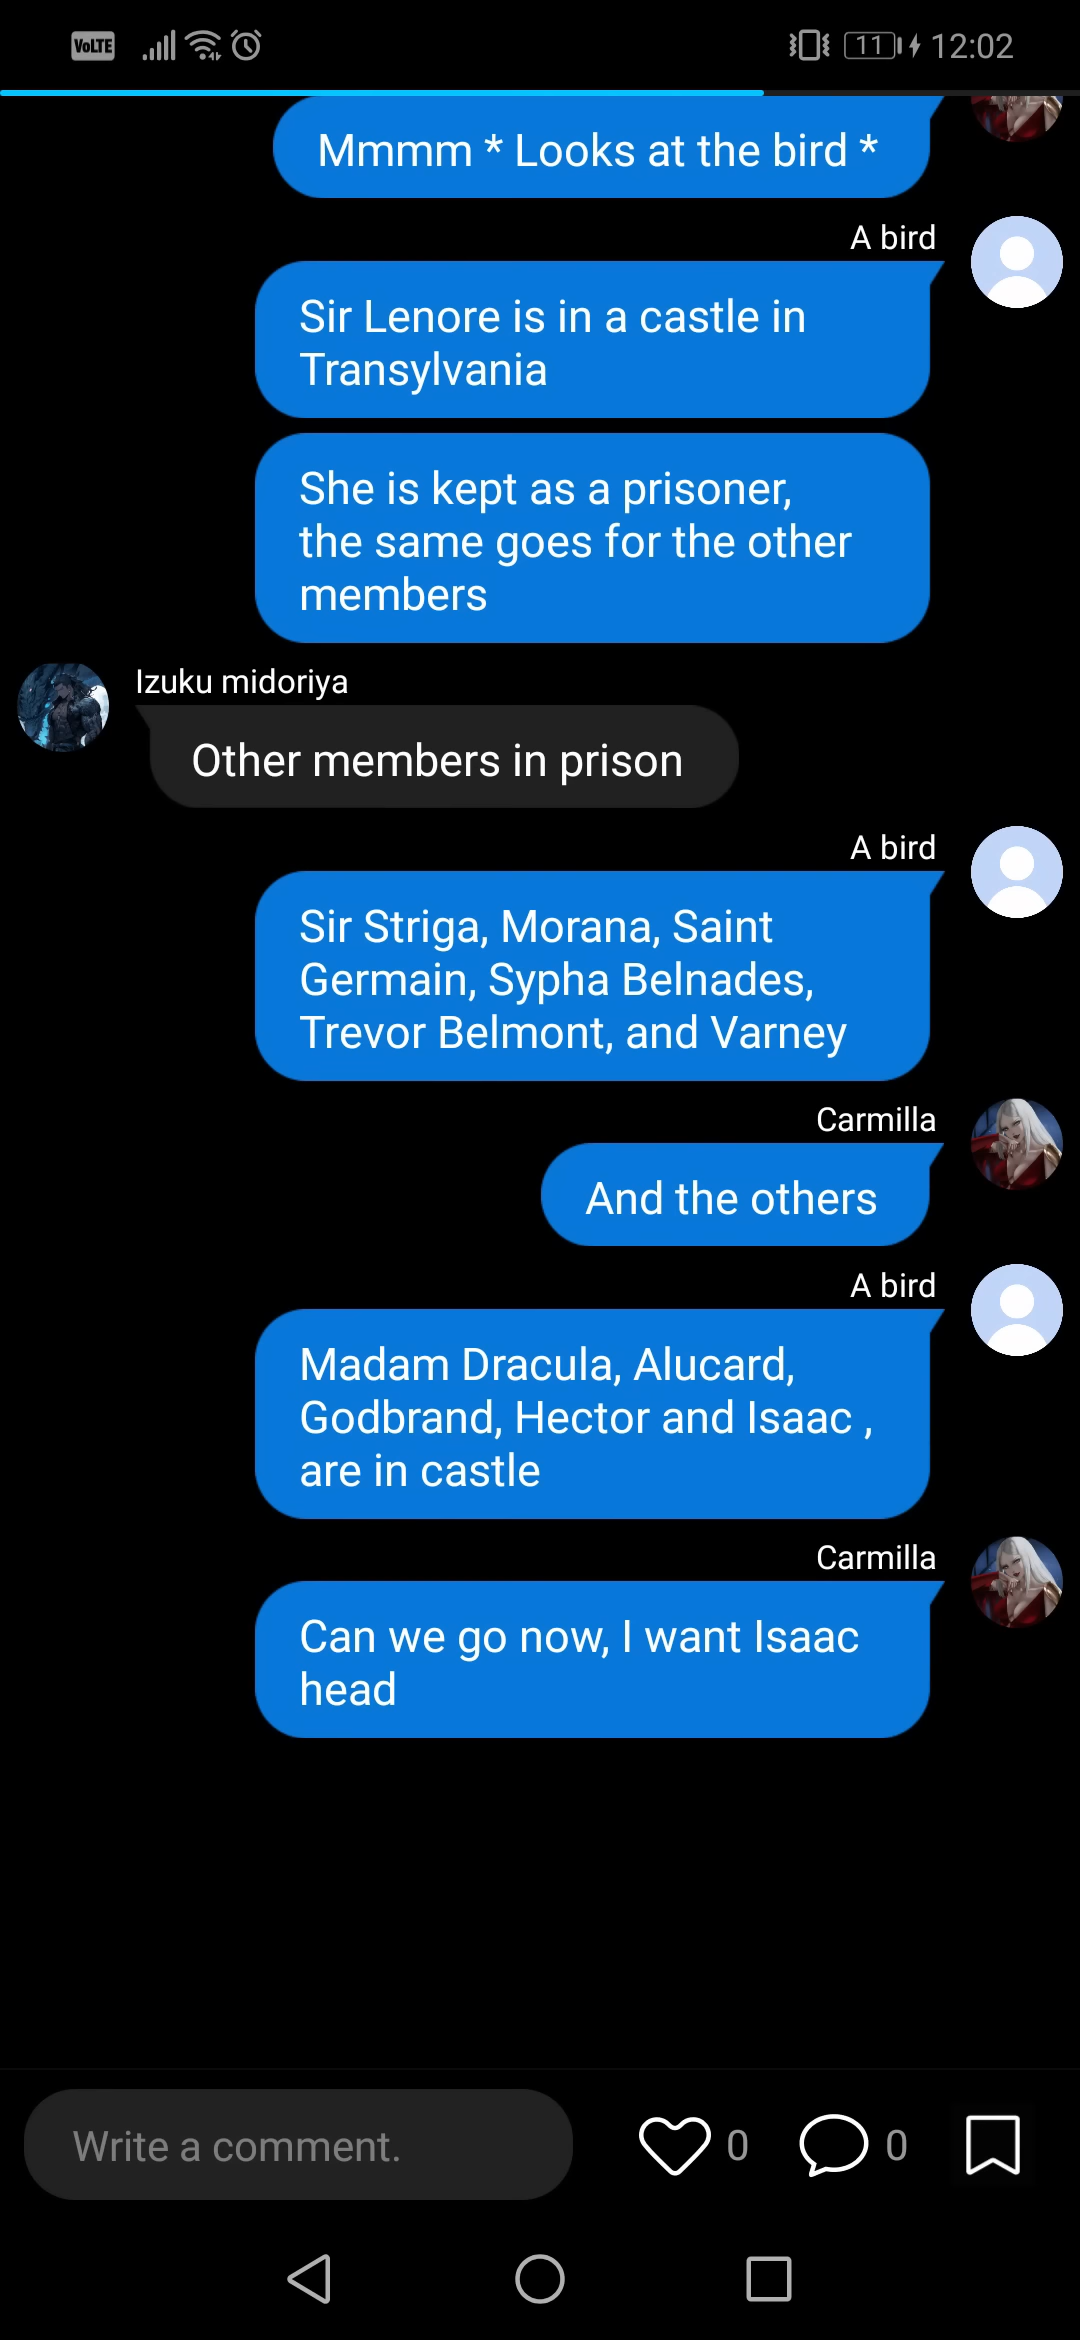 VoLTE 11 12:02
Mmmm * Looks at the bird *
A bird
Sir Lenore is in a castle in
Transylvania
She is kept as a prisoner,
the same goes for the other
members
Izuku midoriya
Other members in prison
A bird
Sir Striga, Morana, Saint
Germain, Sypha Belnades,
Trevor Belmont, and Varney
Carmilla
And the others
A bird
Madam Dracula, Alucard,
Godbrand, Hector and Isaac ,
are in castle
Carmilla
Can we go now, I want Isaac
head
Write a comment. 0 0